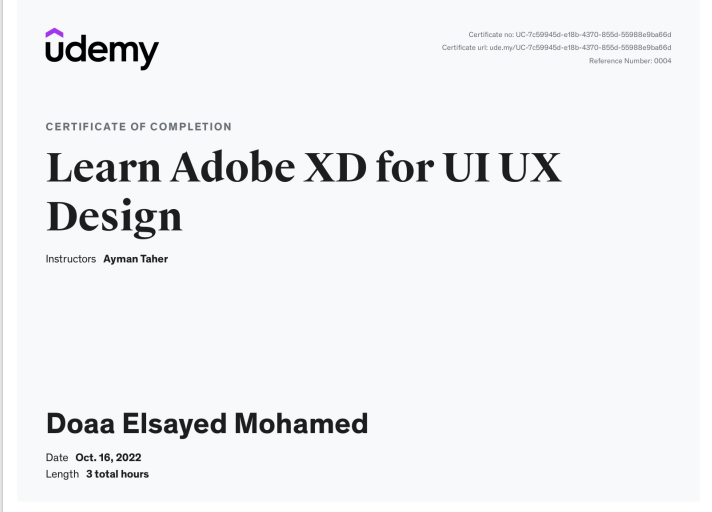 udemy
Certificate no: UC-7c59945d-e18b-4370-855d-55988e9ba66d
Certificate url: ude.my/UC-7c59945d-e18b-4370-855d-55988e9ba66d
Reference Number: 0004
CERTIFICATE OF COMPLETION
Learn Adobe XD for UI UX
Design
Instructors Ayman Taher
Doaa Elsayed Mohamed
Date Oct. 16, 2022
Length 3 total hours